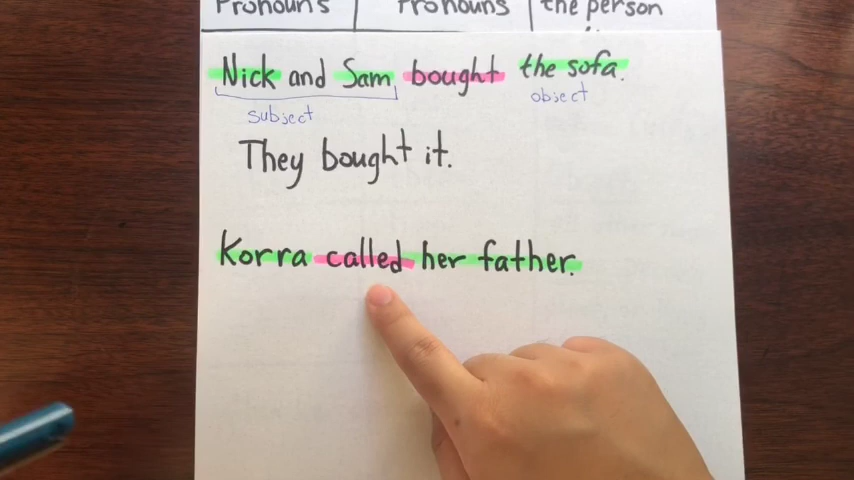 Pronouns Pronouns the person
Nick and Sam bought the sofa.
subject object
They bought it.
Korra called her father.